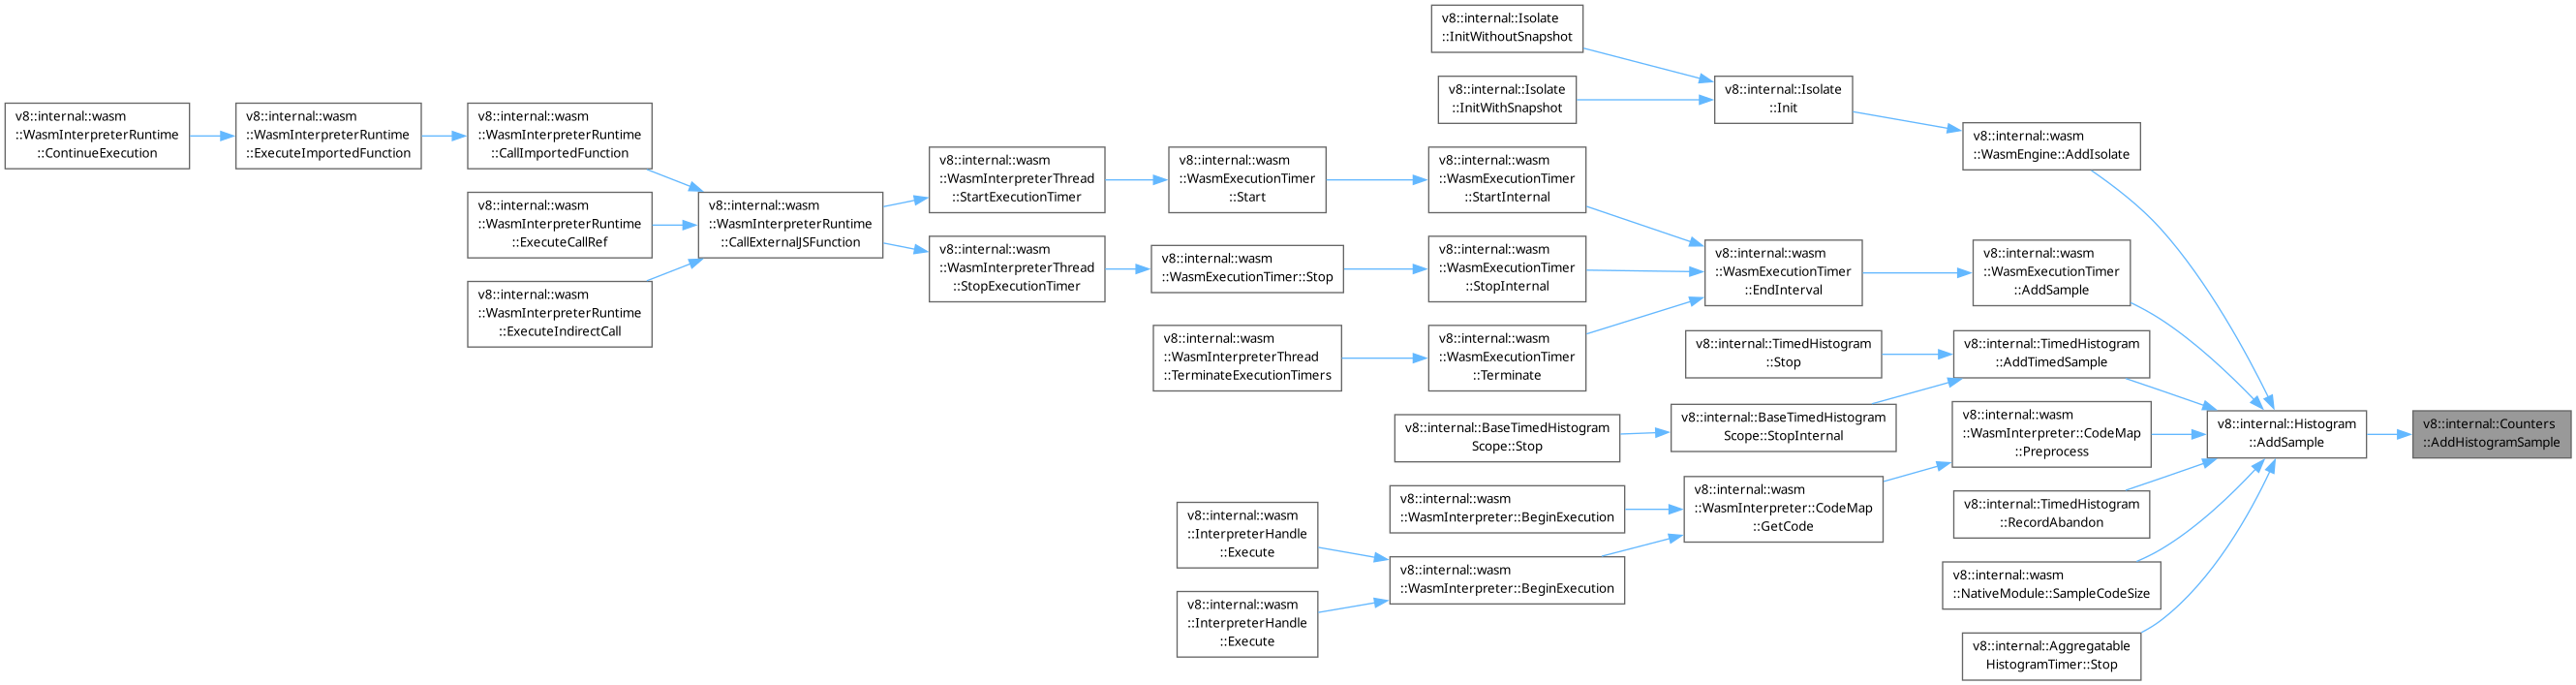 v8::internal::Isolate
::InitWithoutSnapshot
v8::internal::Isolate
::InitWithSnapshot
v8::internal::Isolate
::Init
v8::internal::wasm
::WasmEngine::AddIsolate
v8::internal::wasm
::WasmInterpreterRuntime
::ContinueExecution
v8::internal::wasm
::WasmInterpreterRuntime
::ExecuteImportedFunction
v8::internal::wasm
::WasmInterpreterRuntime
::CallImportedFunction
v8::internal::wasm
::WasmInterpreterRuntime
::ExecuteCallRef
v8::internal::wasm
::WasmInterpreterRuntime
::ExecuteIndirectCall
v8::internal::wasm
::WasmInterpreterRuntime
::CallExternalJSFunction
v8::internal::wasm
::WasmInterpreterThread
::StartExecutionTimer
v8::internal::wasm
::WasmInterpreterThread
::StopExecutionTimer
v8::internal::wasm
::WasmExecutionTimer
::Start
v8::internal::wasm
::WasmExecutionTimer::Stop
v8::internal::wasm
::WasmInterpreterThread
::TerminateExecutionTimers
v8::internal::wasm
::WasmExecutionTimer
::StartInternal
v8::internal::wasm
::WasmExecutionTimer
::StopInternal
v8::internal::wasm
::WasmExecutionTimer
::Terminate
v8::internal::wasm
::WasmExecutionTimer
::EndInterval
v8::internal::wasm
::WasmExecutionTimer
::AddSample
v8::internal::TimedHistogram
::Stop
v8::internal::TimedHistogram
::AddTimedSample
v8::internal::BaseTimedHistogram
Scope::Stop
v8::internal::BaseTimedHistogram
Scope::StopInternal
v8::internal::wasm
::WasmInterpreter::CodeMap
::Preprocess
v8::internal::Histogram
::AddSample
v8::internal::Counters
::AddHistogramSample
v8::internal::wasm
::InterpreterHandle
::Execute
v8::internal::wasm
::InterpreterHandle
::Execute
v8::internal::wasm
::WasmInterpreter::BeginExecution
v8::internal::wasm
::WasmInterpreter::BeginExecution
v8::internal::wasm
::WasmInterpreter::CodeMap
::GetCode
v8::internal::TimedHistogram
::RecordAbandon
v8::internal::wasm
::NativeModule::SampleCodeSize
v8::internal::Aggregatable
HistogramTimer::Stop